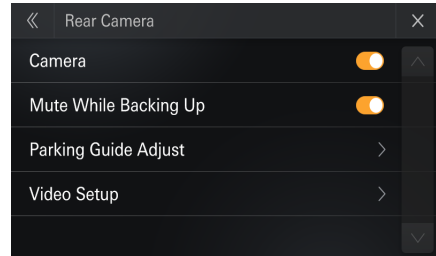 Rear Camera
Camera
Mute While Backing Up
Parking Guide Adjust
Video Setup